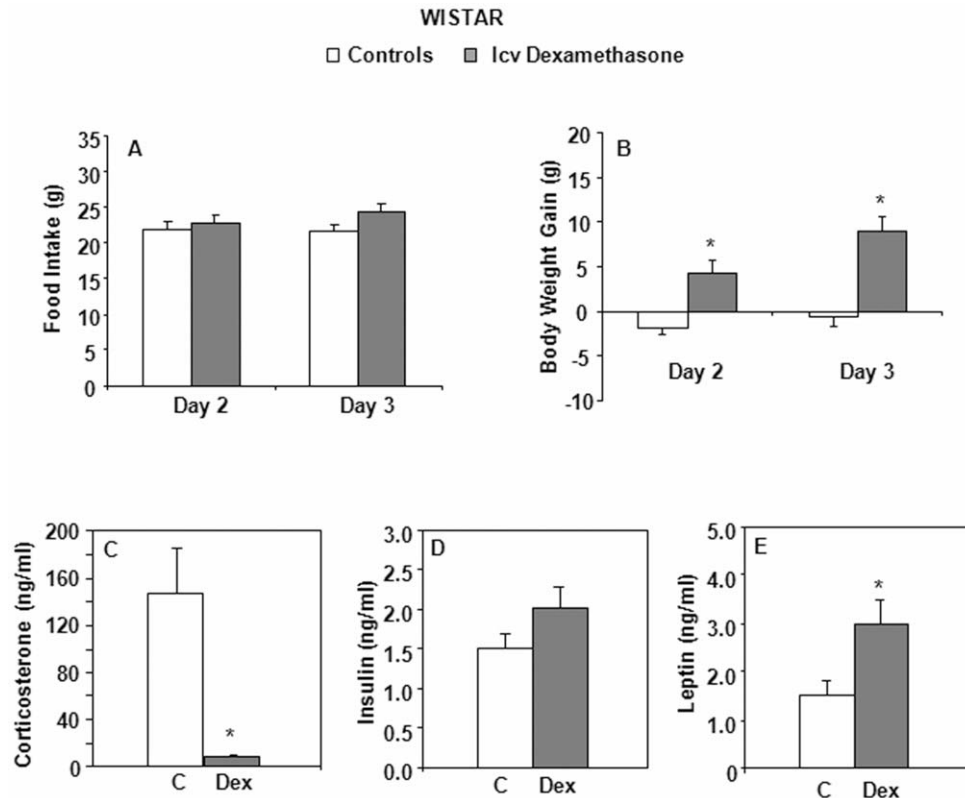 WISTAR
Controls Icv Dexamethasone
A
Food Intake (g)
35
30
25
20
15
10
5
0
Day 2 Day 3
B
Body Weight Gain (g)
20
15
10
5
0
-5
-10
* *
Day 2 Day 3
C
Corticosterone (ng/ml)
200
160
120
80
40
0
*
C Dex
D
Insulin (ng/ml)
3.0
2.5
2.0
1.5
1.0
0.5
0.0
C Dex
E
Leptin (ng/ml)
5.0
4.0
3.0
2.0
1.0
0
*
C Dex